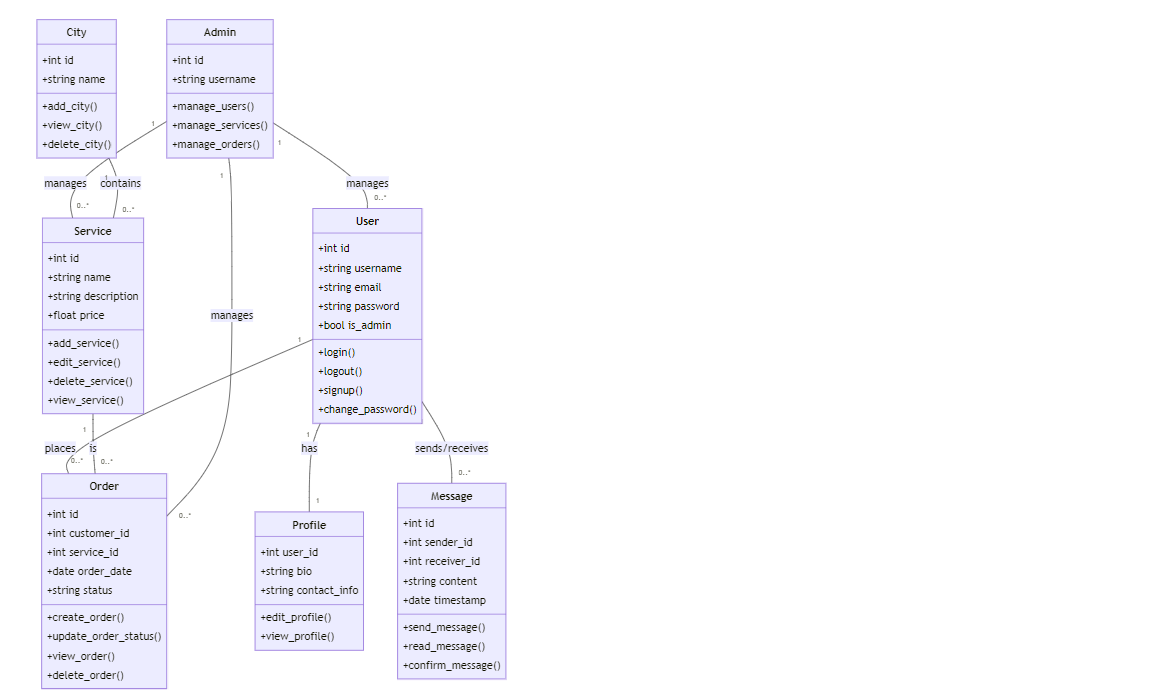 City
+int id
+string name
+add_city()
+view_city()
+delete_city()
Admin
+int id
+string username
+manage_users()
+manage_services()
+manage_orders()
1
1
1
1
manages
contains
manages
0..*
0..*
0..*
Service
+int id
+string name
+string description
+float price
+add_service()
+edit_service()
+delete_service()
+view_service()
manages
User
+int id
+string username
+string email
+string password
+bool is_admin
+login()
+logout()
+signup()
+change_password()
1
1
1
places
is
has
sends/receives
0..*
0..*
0..*
1
0..*
Order
+int id
+int customer_id
+int service_id
+date order_date
+string status
+create_order()
+update_order_status()
+view_order()
+delete_order()
Profile
+int user_id
+string bio
+string contact_info
+edit_profile()
+view_profile()
Message
+int id
+int sender_id
+int receiver_id
+string content
+date timestamp
+send_message()
+read_message()
+confirm_message()